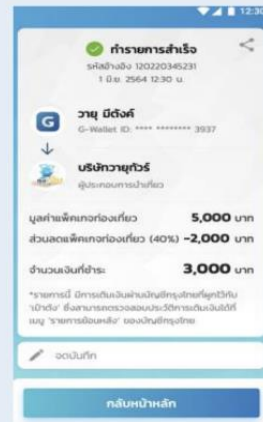 12:30
ทำรายการสำเร็จ
รหัสอ้างอิง 120220345231
1 มิ.ย. 2564 12:30 น.
G
วายุ มีตังค์
G-Wallet ID: **** ******** 3937
บริษัทวายุทัวร์
ผู้ประกอบการนำเที่ยว
มูลค่าแพ็คเกจท่องเที่ยว 5,000 บาท
ส่วนลดแพ็คเกจท่องเที่ยว (40%) -2,000 บาท
จำนวนเงินที่ชำระ 3,000 บาท
*รายการนี้ มีการเติมเงินผ่านบัญชีกรุงไทยที่ผูกไว้กับ
'เป๋าตัง' ซึ่งสามารถตรวจสอบประวัติการเติมเงินได้ที่
เมนู 'รายการย้อนหลัง' ของบัญชีกรุงไทย
จดบันทึก
กลับหน้าหลัก